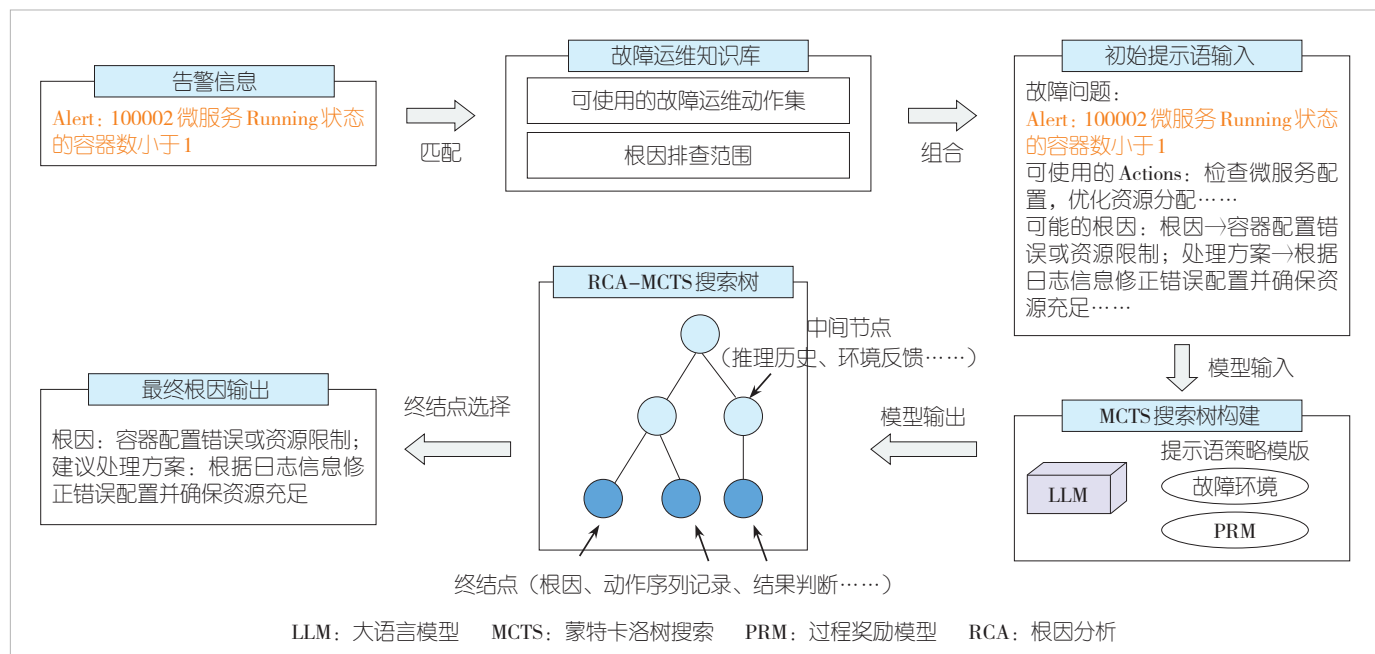 告警信息
Alert：100002 微服务 Running 状态
的容器数小于 1
匹配
故障运维知识库
可使用的故障运维动作集
根因排查范围
组合
初始提示语输入
故障问题：
Alert：100002 微服务 Running 状态
的容器数小于 1
可使用的 Actions：检查微服务配
置，优化资源分配……
可能的根因：根因→容器配置错
误或资源限制；处理方案→根据
日志信息修正错误配置并确保资
源充足……
模型输入
MCTS 搜索树构建
提示语策略模版
LLM
故障环境
PRM
模型输出
RCA-MCTS 搜索树
中间节点
（推理历史、环境反馈……）
终结点（根因、动作序列记录、结果判断……）
终结点选择
最终根因输出
根因：容器配置错误或资源限制；
建议处理方案：根据日志信息修
正错误配置并确保资源充足
LLM：大语言模型 MCTS：蒙特卡洛树搜索 PRM：过程奖励模型 RCA：根因分析